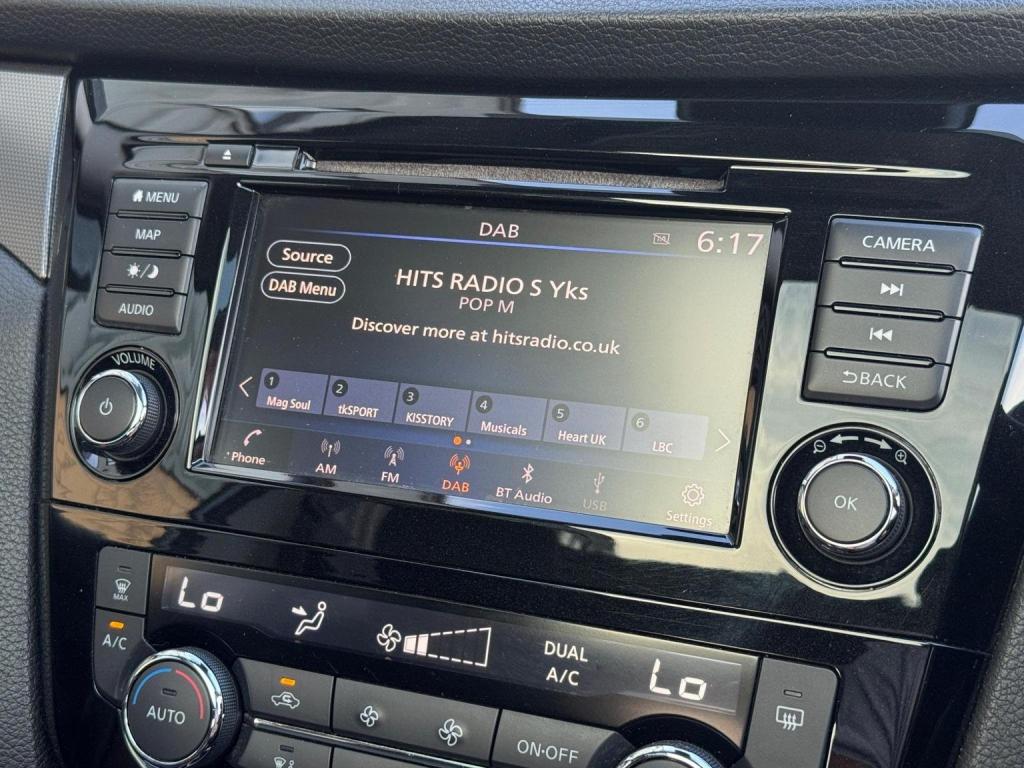 MENU
MAP
AUDIO
VOLUME
DAB
6:17
Source
DAB Menu
HITS RADIO S Yks
POP M
Discover more at hitsradio.co.uk
1 Mag Soul
2 tkSPORT
3 KISSTORY
4 Musicals
5 Heart UK
6 LBC
Phone
AM
FM
DAB
BT Audio
USB
Settings
CAMERA
BACK
OK
MAX
A/C
Lo
DUAL
A/C
Lo
AUTO
ON·OFF